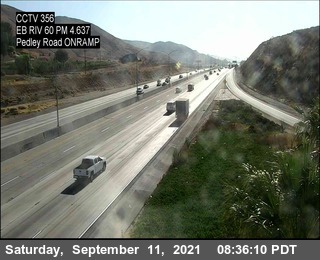 CCTV 356
EB RIV 60 PM 4.637
Pedley Road ONRAMP
Saturday, September 11, 2021 08:36:10 PDT